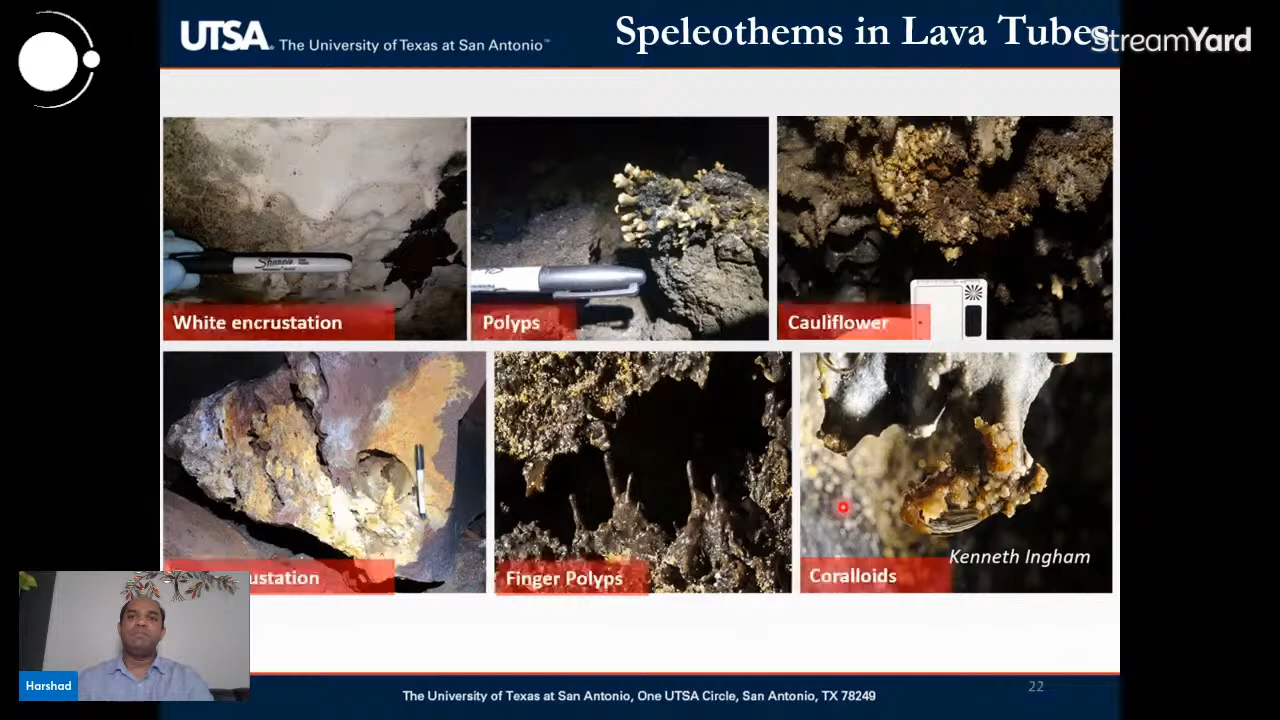 UTSA. The University of Texas at San Antonio™
Speleothems in Lava Tubes
StreamYard
Sharpie
White encrustation
Polyps
Cauliflower
ustation
Finger Polyps
Kenneth Ingham
Coralloids
Harshad
The University of Texas at San Antonio, One UTSA Circle, San Antonio, TX 78249
22